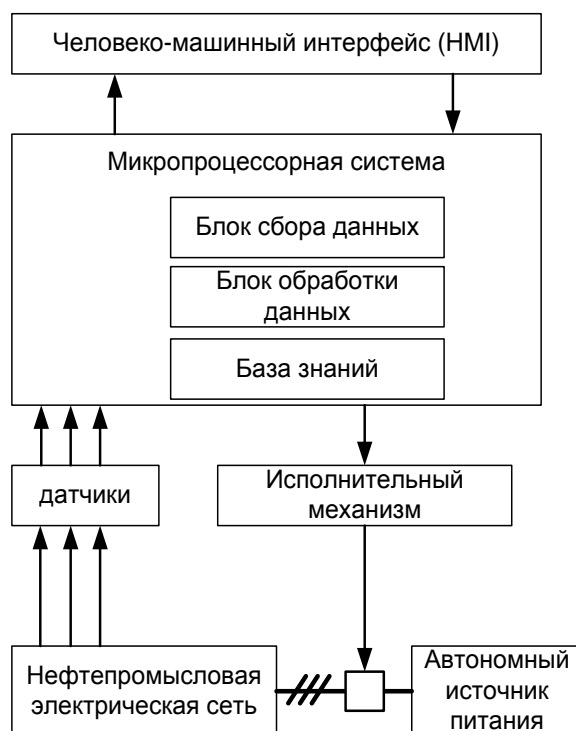 Человеко-машинный интерфейс (HMI)
Микропроцессорная система
Блок сбора данных
Блок обработки
данных
База знаний
датчики
Исполнительный
механизм
Нефтепромысловая
электрическая сеть
Автономный
источник
питания